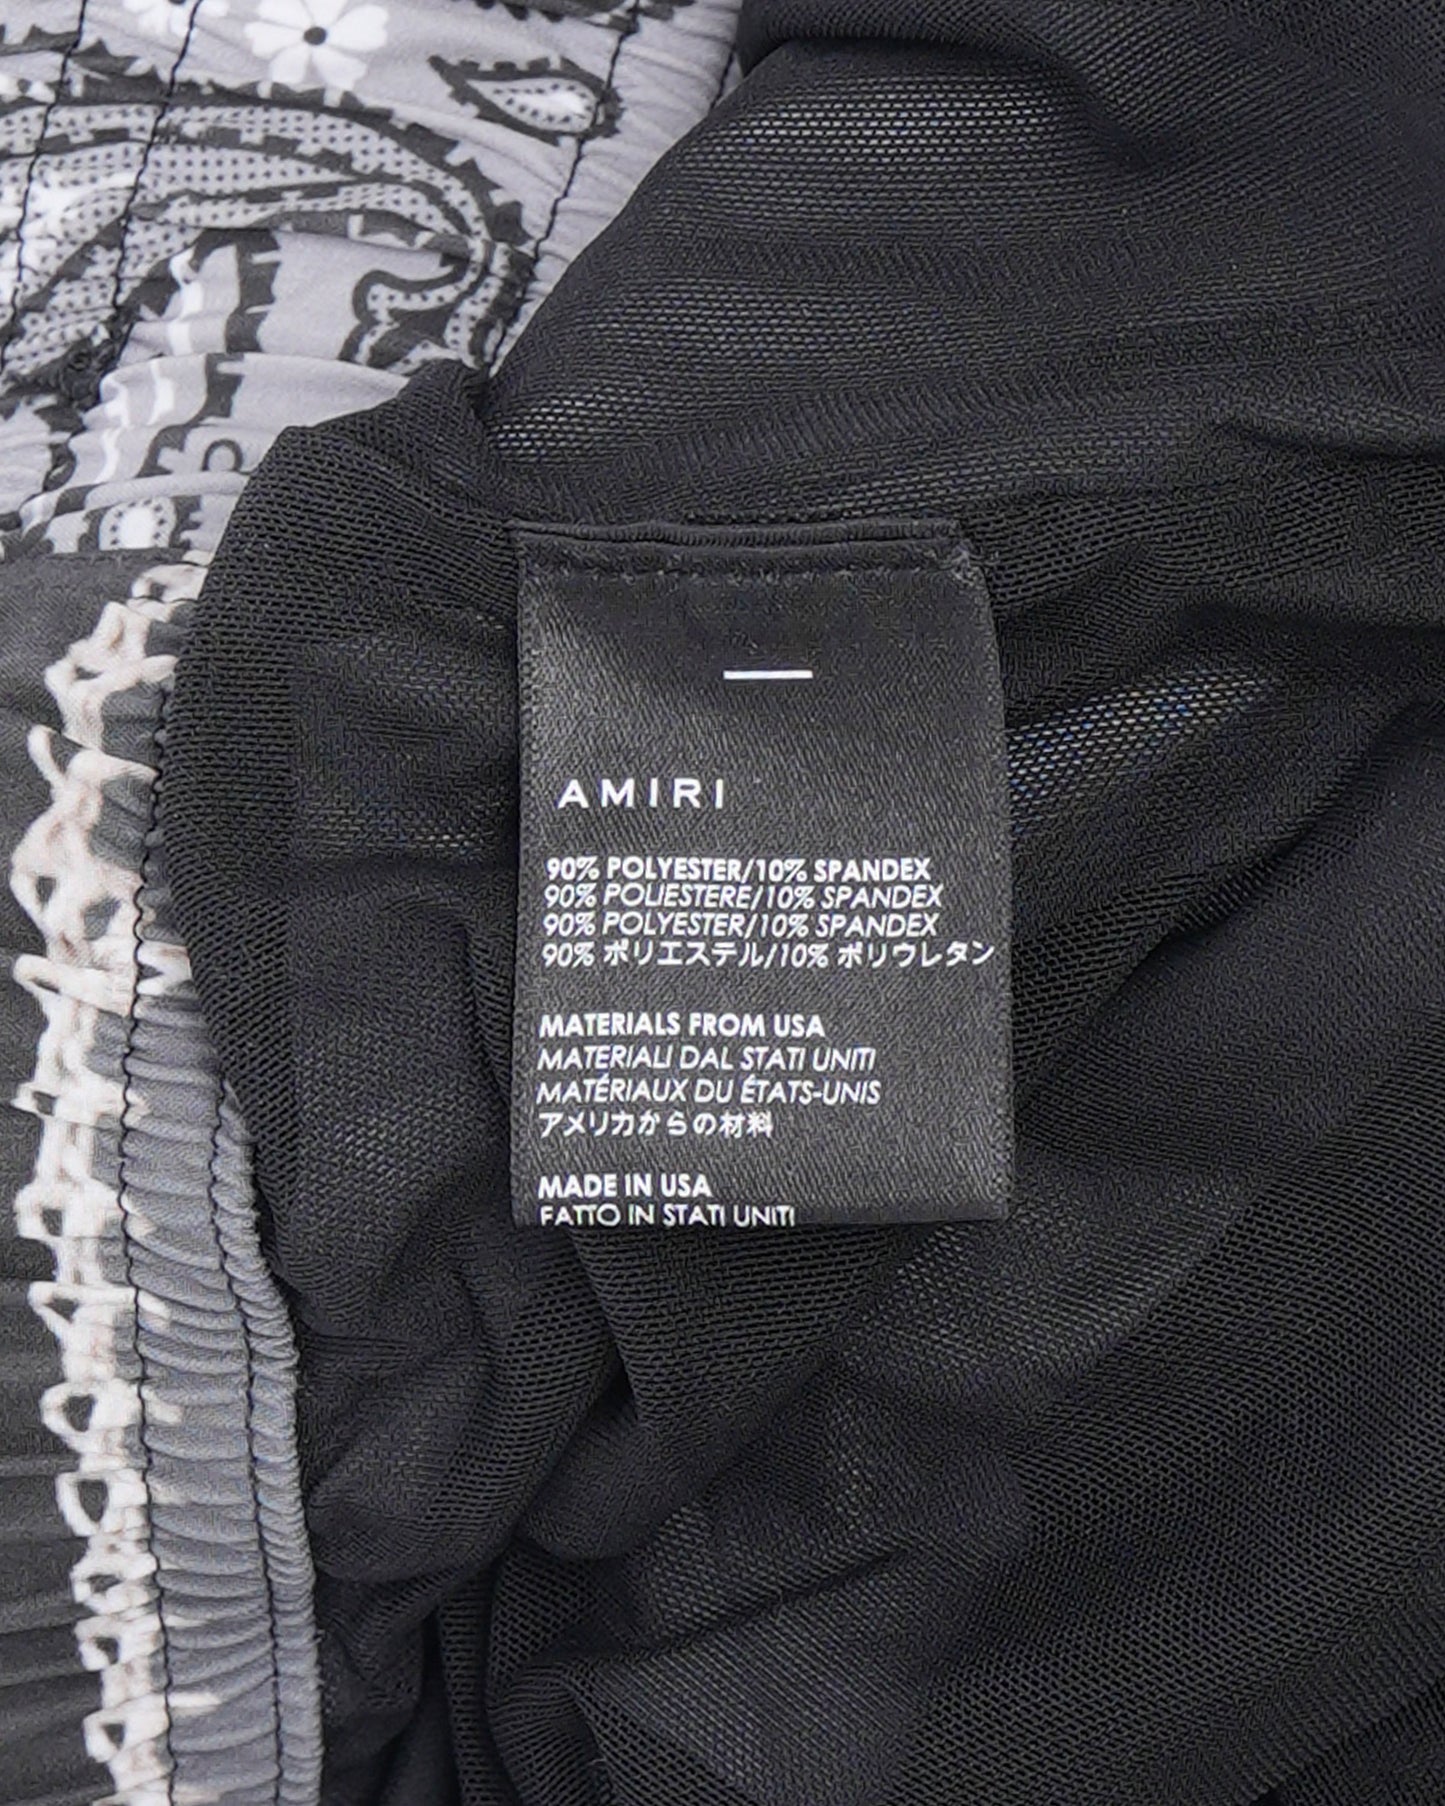 AMIRI
90% POLYESTER/10% SPANDEX
90% POLIESTERE/10% SPANDEX
90% POLYESTER/10% SPANDEX
90% ポリエステル/10% ポリウレタン
MATERIALS FROM USA
MATERIALI DAL STATI UNITI
MATÉRIAUX DU ÉTATS-UNIS
アメリカからの材料
MADE IN USA
FATTO IN STATI UNITI